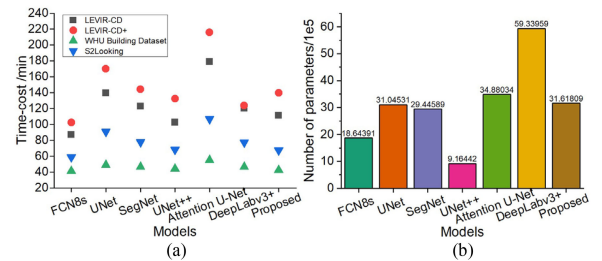 240
220
200
180
160
140
120
100
80
60
40
20
Time-cost /min
LEVIR-CD
LEVIR-CD+
WHU Building Dataset
S2Looking
FCN8s
UNet
SegNet
UNet++
Attention U-Net
DeepLabv3+
Proposed
Models
(a)
60
50
40
30
20
10
0
Number of parameters/1e5
18.64391
31.04531
29.44589
9.16442
34.88034
59.33959
31.61809
FCN8s
UNet
SegNet
UNet++
Attention U-Net
DeepLabv3+
Proposed
Models
(b)